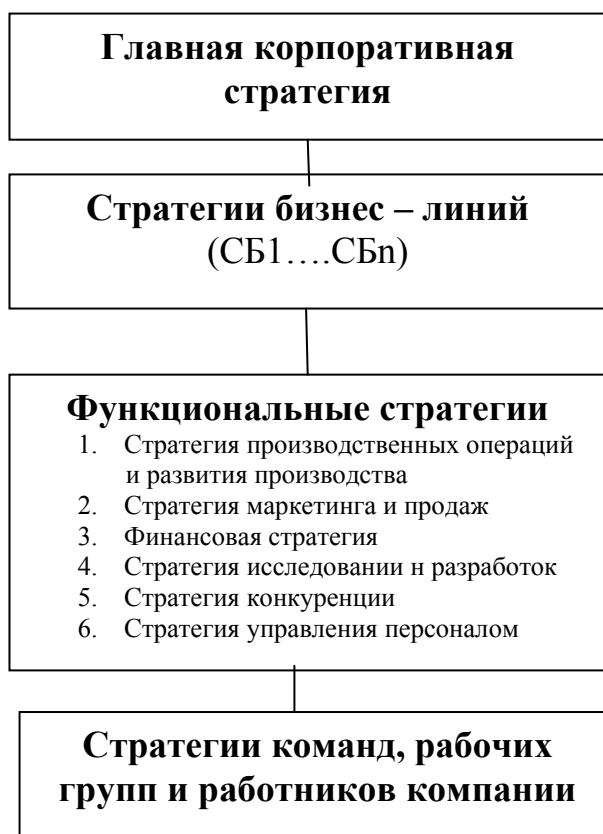 Главная корпоративная
стратегия
Стратегии бизнес – линий
(СБ1….СБn)
Функциональные стратегии
1. Стратегия производственных операций
и развития производства
2. Стратегия маркетинга и продаж
3. Финансовая стратегия
4. Стратегия исследовании н разработок
5. Стратегия конкуренции
6. Стратегия управления персоналом
Стратегии команд, рабочих
групп и работников компании